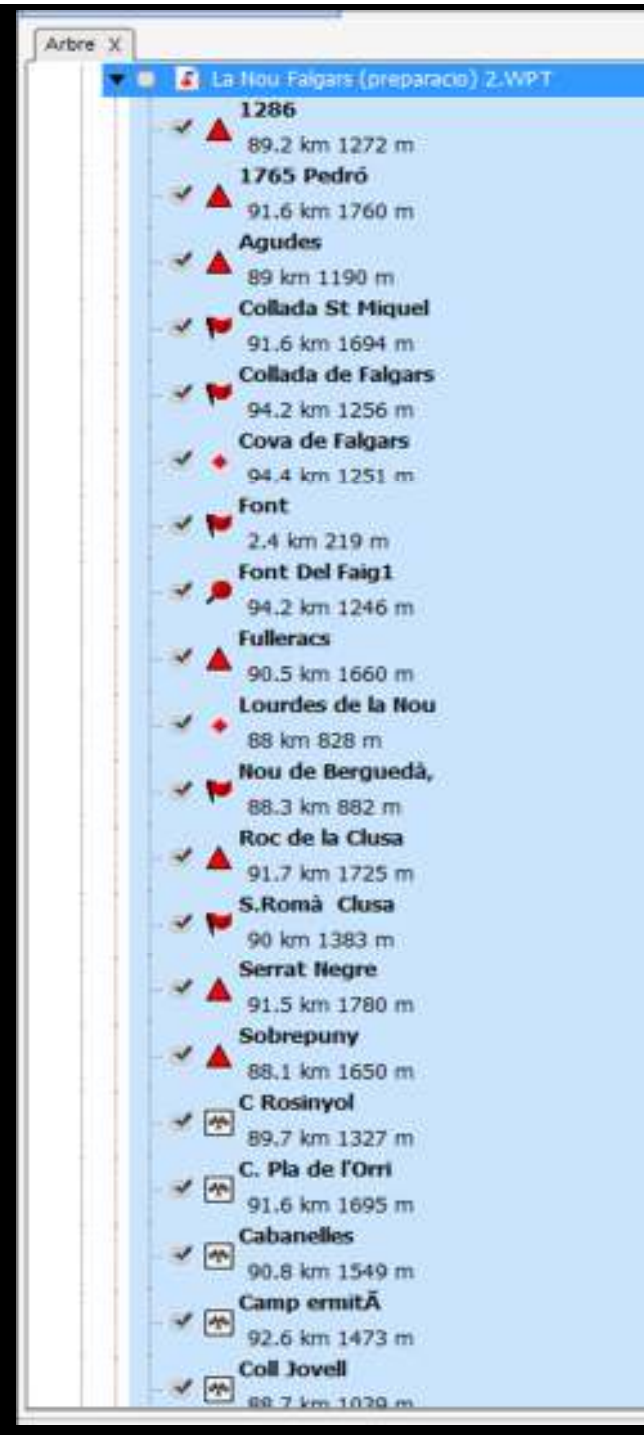 Arbre X
La Nou Falgars (preparacio) 2.WPT
1286
89.2 km 1272 m
1765 Pedró
91.6 km 1760 m
Agudes
89 km 1190 m
Collada St Miquel
91.6 km 1694 m
Collada de Falgars
94.2 km 1256 m
Cova de Falgars
94.4 km 1251 m
Font
2.4 km 219 m
Font Del Faig1
94.2 km 1246 m
Fulleracs
90.5 km 1660 m
Lourdes de la Nou
88 km 828 m
Nou de Berguedà,
88.3 km 882 m
Roc de la Clusa
91.7 km 1725 m
S.Romà  Clusa
90 km 1383 m
Serrat Negre
91.5 km 1780 m
Sobrepuny
88.1 km 1650 m
C Rosinyol
89.7 km 1327 m
C. Pla de l'Orri
91.6 km 1695 m
Cabanelles
90.8 km 1549 m
Camp ermitÃ
92.6 km 1473 m
Coll Jovell
88.7 km 1039 m